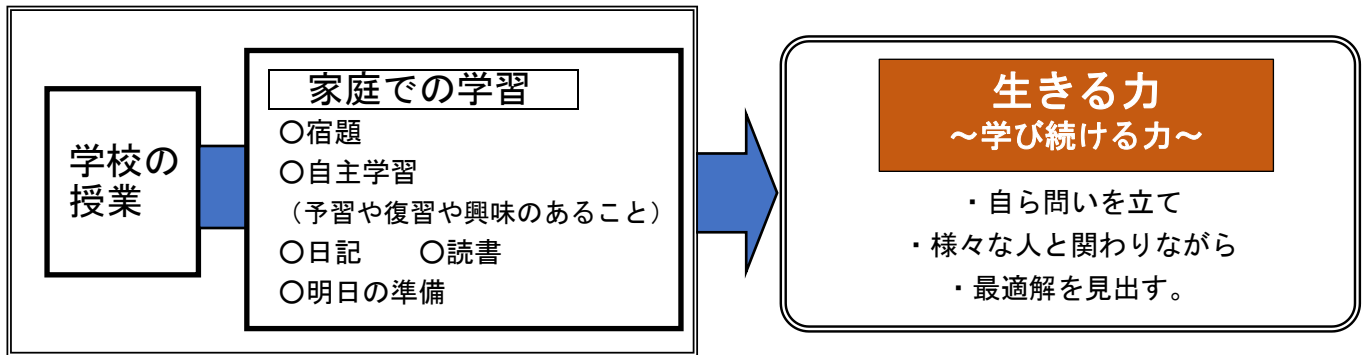 学校の
授業
家庭での学習
〇宿題
〇自主学習
（予習や復習や興味のあること）
〇日記　　〇読書
〇明日の準備
生きる力
～学び続ける力～
・自ら問いを立て
・様々な人と関わりながら
・最適解を見出す。